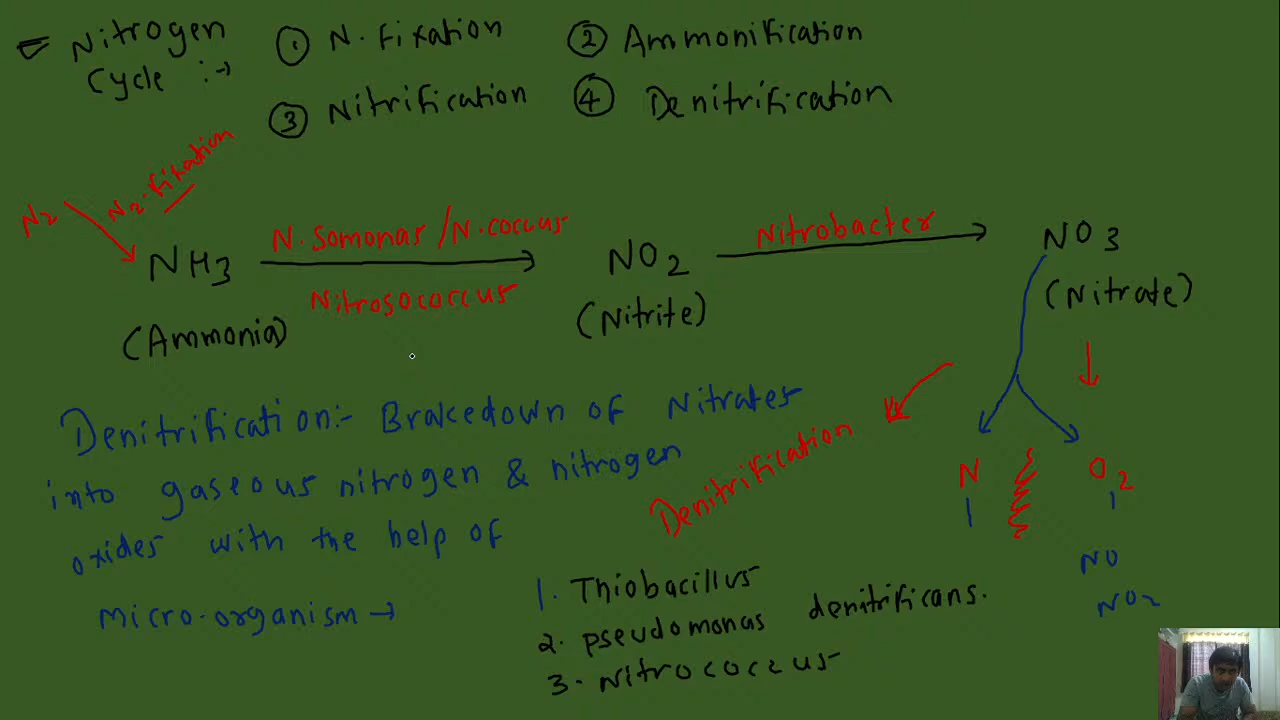 Nitrogen Cycle :→
① N. Fixation ② Ammonification
③ Nitrification ④ Denitrification
N2 N2-Fixation
NH3 N.Somonas /N.coccus NO2 Nitrobacter NO3
(Ammonia) Nitrosococcus (Nitrite) (Nitrate)
Denitrification:- Brakedown of Nitrates
into gaseous nitrogen & nitrogen
oxides with the help of
Micro-organism →
Denitrification
N O2
NO
NO2
1. Thiobacillus
2. pseudomonas denitrificans.
3. Nitrococcus